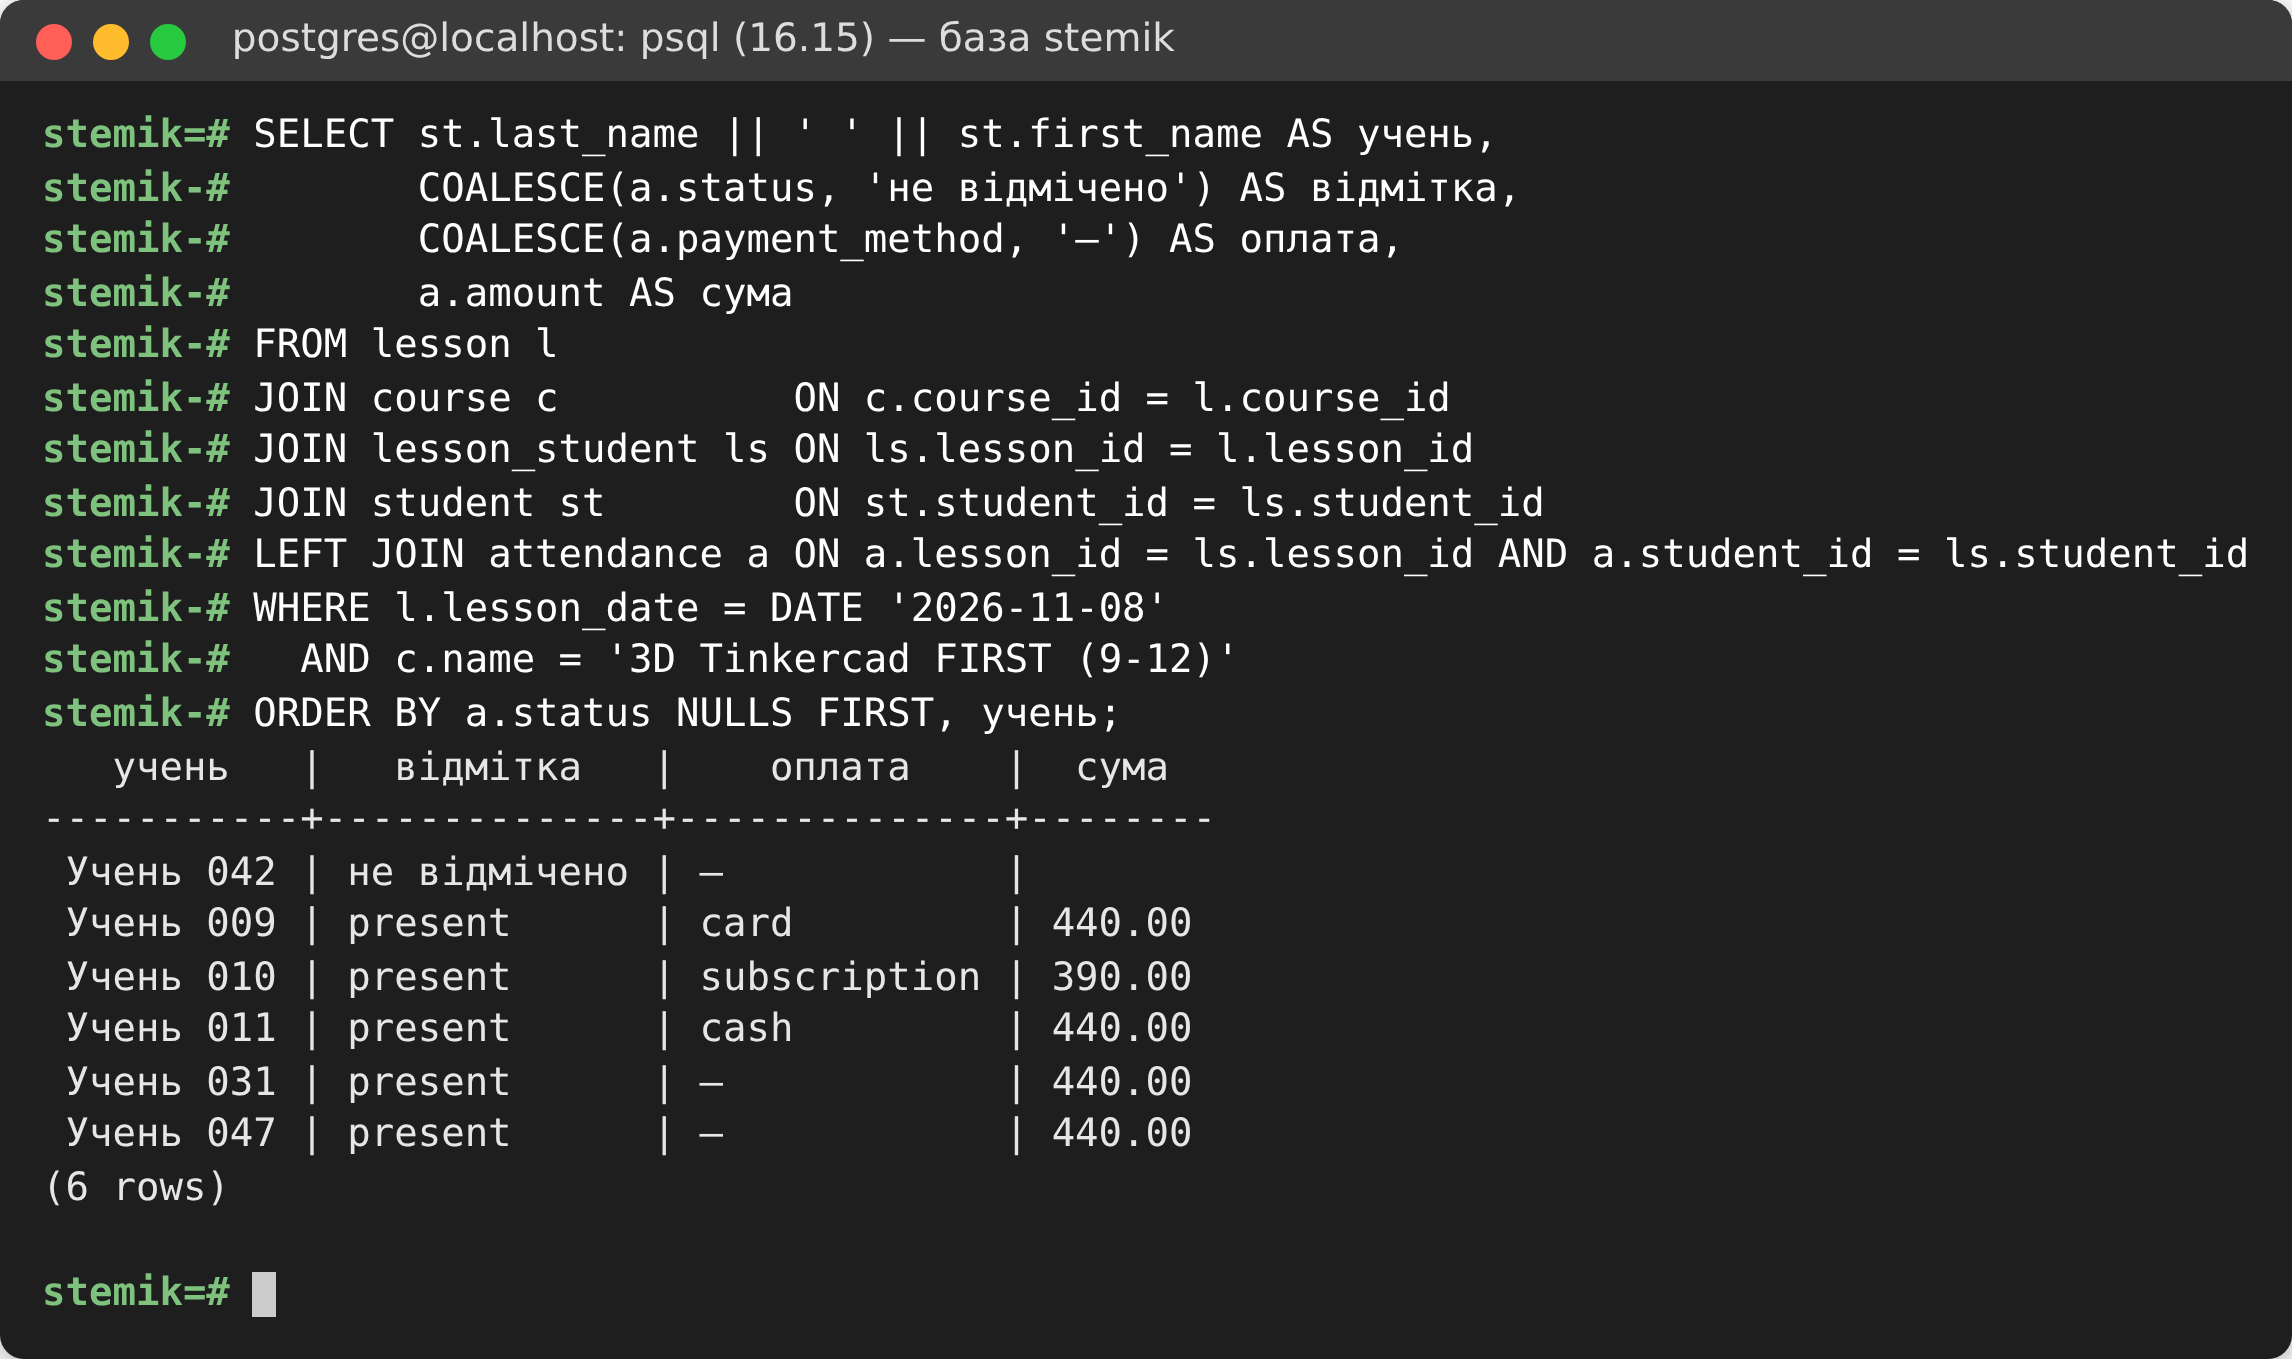 postgres@localhost: psql (16.15) — база stemik
stemik=# SELECT st.last_name || ' ' || st.first_name AS учень,
stemik-#        COALESCE(a.status, 'не відмічено') AS відмітка,
stemik-#        COALESCE(a.payment_method, '—') AS оплата,
stemik-#        a.amount AS сума
stemik-# FROM lesson l
stemik-# JOIN course c          ON c.course_id = l.course_id
stemik-# JOIN lesson_student ls ON ls.lesson_id = l.lesson_id
stemik-# JOIN student st        ON st.student_id = ls.student_id
stemik-# LEFT JOIN attendance a ON a.lesson_id = ls.lesson_id AND a.student_id = ls.student_id
stemik-# WHERE l.lesson_date = DATE '2026-11-08'
stemik-#   AND c.name = '3D Tinkercad FIRST (9-12)'
stemik-# ORDER BY a.status NULLS FIRST, учень;
   учень   |   відмітка   |    оплата    |  сума
-----------+--------------+--------------+--------
 Учень 042 | не відмічено | —            |
 Учень 009 | present      | card         | 440.00
 Учень 010 | present      | subscription | 390.00
 Учень 011 | present      | cash         | 440.00
 Учень 031 | present      | —            | 440.00
 Учень 047 | present      | —            | 440.00
(6 rows)
stemik=#